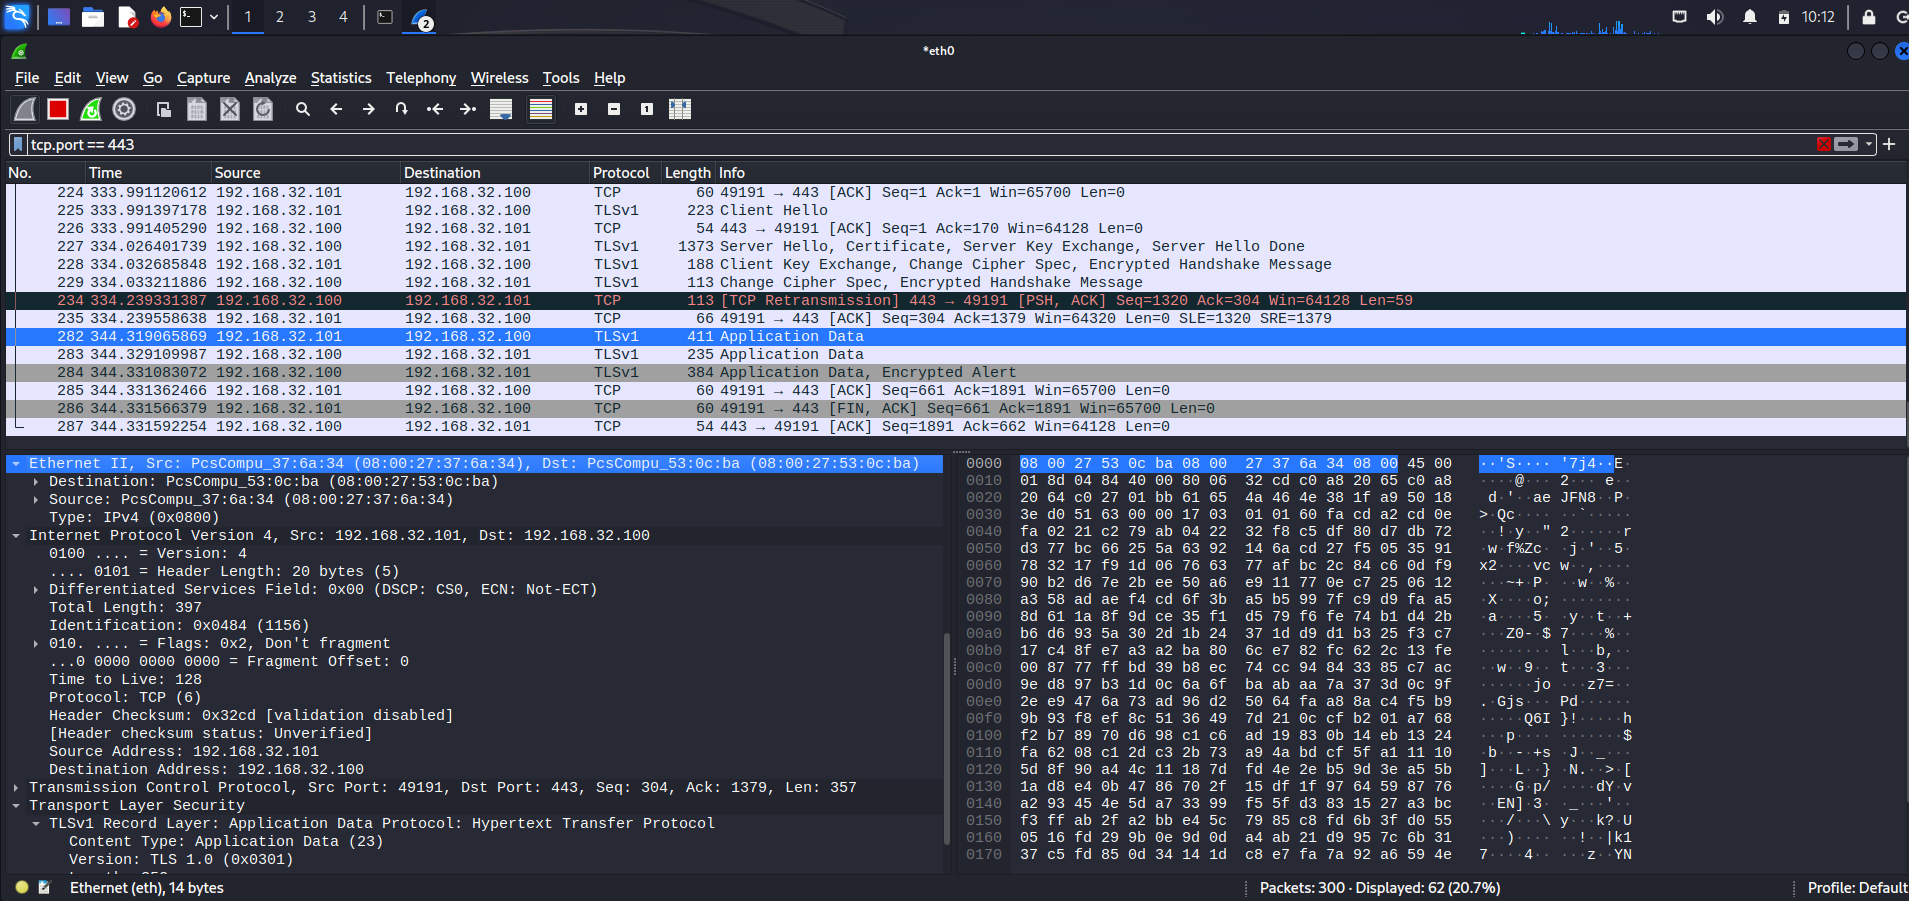 1 2 3 4 2 10:12
*eth0
File Edit View Go Capture Analyze Statistics Telephony Wireless Tools Help
tcp.port == 443
No. Time Source Destination Protocol Length Info
224 333.991120612 192.168.32.101 192.168.32.100 TCP 60 49191 → 443 [ACK] Seq=1 Ack=1 Win=65700 Len=0
225 333.991397178 192.168.32.101 192.168.32.100 TLSv1 223 Client Hello
226 333.991405290 192.168.32.100 192.168.32.101 TCP 54 443 → 49191 [ACK] Seq=1 Ack=170 Win=64128 Len=0
227 334.026401739 192.168.32.100 192.168.32.101 TLSv1 1373 Server Hello, Certificate, Server Key Exchange, Server Hello Done
228 334.032685848 192.168.32.101 192.168.32.100 TLSv1 188 Client Key Exchange, Change Cipher Spec, Encrypted Handshake Message
229 334.033211886 192.168.32.100 192.168.32.101 TLSv1 113 Change Cipher Spec, Encrypted Handshake Message
234 334.239331387 192.168.32.100 192.168.32.101 TCP 113 [TCP Retransmission] 443 → 49191 [PSH, ACK] Seq=1320 Ack=304 Win=64128 Len=59
235 334.239558638 192.168.32.101 192.168.32.100 TCP 66 49191 → 443 [ACK] Seq=304 Ack=1379 Win=64320 Len=0 SLE=1320 SRE=1379
282 344.319065869 192.168.32.101 192.168.32.100 TLSv1 411 Application Data
283 344.329109987 192.168.32.100 192.168.32.101 TLSv1 235 Application Data
284 344.331083072 192.168.32.100 192.168.32.101 TLSv1 384 Application Data, Encrypted Alert
285 344.331362466 192.168.32.101 192.168.32.100 TCP 60 49191 → 443 [ACK] Seq=661 Ack=1891 Win=65700 Len=0
286 344.331566379 192.168.32.101 192.168.32.100 TCP 60 49191 → 443 [FIN, ACK] Seq=661 Ack=1891 Win=65700 Len=0
287 344.331592254 192.168.32.100 192.168.32.101 TCP 54 443 → 49191 [ACK] Seq=1891 Ack=662 Win=64128 Len=0
Ethernet II, Src: PcsCompu_37:6a:34 (08:00:27:37:6a:34), Dst: PcsCompu_53:0c:ba (08:00:27:53:0c:ba)
Destination: PcsCompu_53:0c:ba (08:00:27:53:0c:ba)
Source: PcsCompu_37:6a:34 (08:00:27:37:6a:34)
Type: IPv4 (0x0800)
Internet Protocol Version 4, Src: 192.168.32.101, Dst: 192.168.32.100
0100 .... = Version: 4
.... 0101 = Header Length: 20 bytes (5)
Differentiated Services Field: 0x00 (DSCP: CS0, ECN: Not-ECT)
Total Length: 397
Identification: 0x0484 (1156)
010. .... = Flags: 0x2, Don't fragment
...0 0000 0000 0000 = Fragment Offset: 0
Time to Live: 128
Protocol: TCP (6)
Header Checksum: 0x32cd [validation disabled]
[Header checksum status: Unverified]
Source Address: 192.168.32.101
Destination Address: 192.168.32.100
Transmission Control Protocol, Src Port: 49191, Dst Port: 443, Seq: 304, Ack: 1379, Len: 357
Transport Layer Security
TLSv1 Record Layer: Application Data Protocol: Hypertext Transfer Protocol
Content Type: Application Data (23)
Version: TLS 1.0 (0x0301)
0000 08 00 27 53 0c ba 08 00 27 37 6a 34 08 00 45 00 ··'S···· '7j4··E·
0010 01 8d 04 84 40 00 80 06 32 cd c0 a8 20 65 c0 a8 ····@··· 2··· e··
0020 20 64 c0 27 01 bb 61 65 4a 46 4e 38 1f a9 50 18 d·'··ae JFN8··P·
0030 3e d0 51 63 00 00 17 03 01 01 60 fa cd a2 cd 0e >·Qc···· ··`·····
0040 fa 02 21 c2 79 ab 04 22 32 f8 c5 df 80 d7 db 72 ··!·y··" 2······r
0050 d3 77 bc 66 25 5a 63 92 14 6a cd 27 f5 05 35 91 ·w·f%Zc· ·j·'··5·
0060 78 32 17 f9 1d 06 76 63 77 af bc 2c 84 c6 0d f9 x2····vc w··,····
0070 90 b2 d6 7e 2b ee 50 a6 e9 11 77 0e c7 25 06 12 ···~+·P· ··w··%··
0080 a3 58 ad ae f4 cd 6f 3b a5 b5 99 7f c9 d9 fa a5 ·X····o; ········
0090 8d 61 1a 8f 9d ce 35 f1 d5 79 f6 fe 74 b1 d4 2b ·a····5· ·y··t··+
00a0 b6 d6 93 5a 30 2d 1b 24 37 1d d9 d1 b3 25 f3 c7 ···Z0-·$ 7····%··
00b0 17 c4 8f e7 a3 a2 ba 80 6c e7 82 fc 62 2c 13 fe ········ l···b,··
00c0 00 87 77 ff bd 39 b8 ec 74 cc 94 84 33 85 c7 ac ··w··9·· t···3···
00d0 9e d8 97 b3 1d 0c 6a 6f ba ab aa 7a 37 3d 0c 9f ······jo ···z7=··
00e0 2e e9 47 6a 73 ad 96 d2 50 64 fa a8 8a c4 f5 b9 .·Gjs··· Pd······
00f0 9b 93 f8 ef 8c 51 36 49 7d 21 0c cf b2 01 a7 68 ·····Q6I }!·····h
0100 f2 b7 89 70 d6 98 c1 c6 ad 19 83 0b 14 eb 13 24 ···p···· ·······$
0110 fa 62 08 c1 2d c3 2b 73 a9 4a bd cf 5f a1 11 10 ·b··-·+s ·J··_···
0120 5d 8f 90 a4 4c 11 18 7d fd 4e 2e b5 9d 3e a5 5b ]···L··} ·N.··>·[
0130 1a d8 e4 0b 47 86 70 2f 15 df 1f 97 64 59 87 76 ····G·p/ ····dY·v
0140 a2 93 45 4e 5d a7 33 99 f5 5f d3 83 15 27 a3 bc ··EN]·3· ·_···'··
0150 f3 ff ab 2f a2 bb e4 5c 79 85 c8 fd 6b 3f d0 55 ···/···\ y···k?·U
0160 05 16 fd 29 9b 0e 9d 0d a4 ab 21 d9 95 7c 6b 31 ···)···· ··!··|k1
0170 37 c5 fd 85 0d 34 14 1d c8 e7 fa 7a 92 a6 59 4e 7····4·· ···z··YN
Ethernet (eth), 14 bytes Packets: 300 · Displayed: 62 (20.7%) Profile: Default